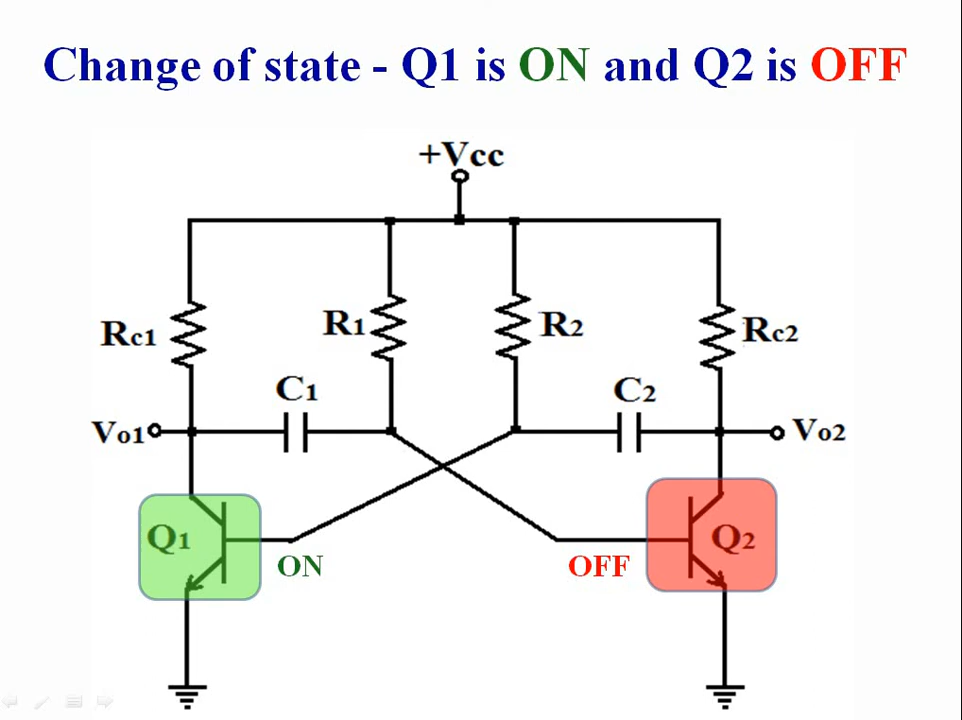 Change of state - Q1 is ON and Q2 is OFF
+Vcc
Rc1
R1
R2
Rc2
C1
C2
Vo1
Vo2
Q1
Q2
ON
OFF